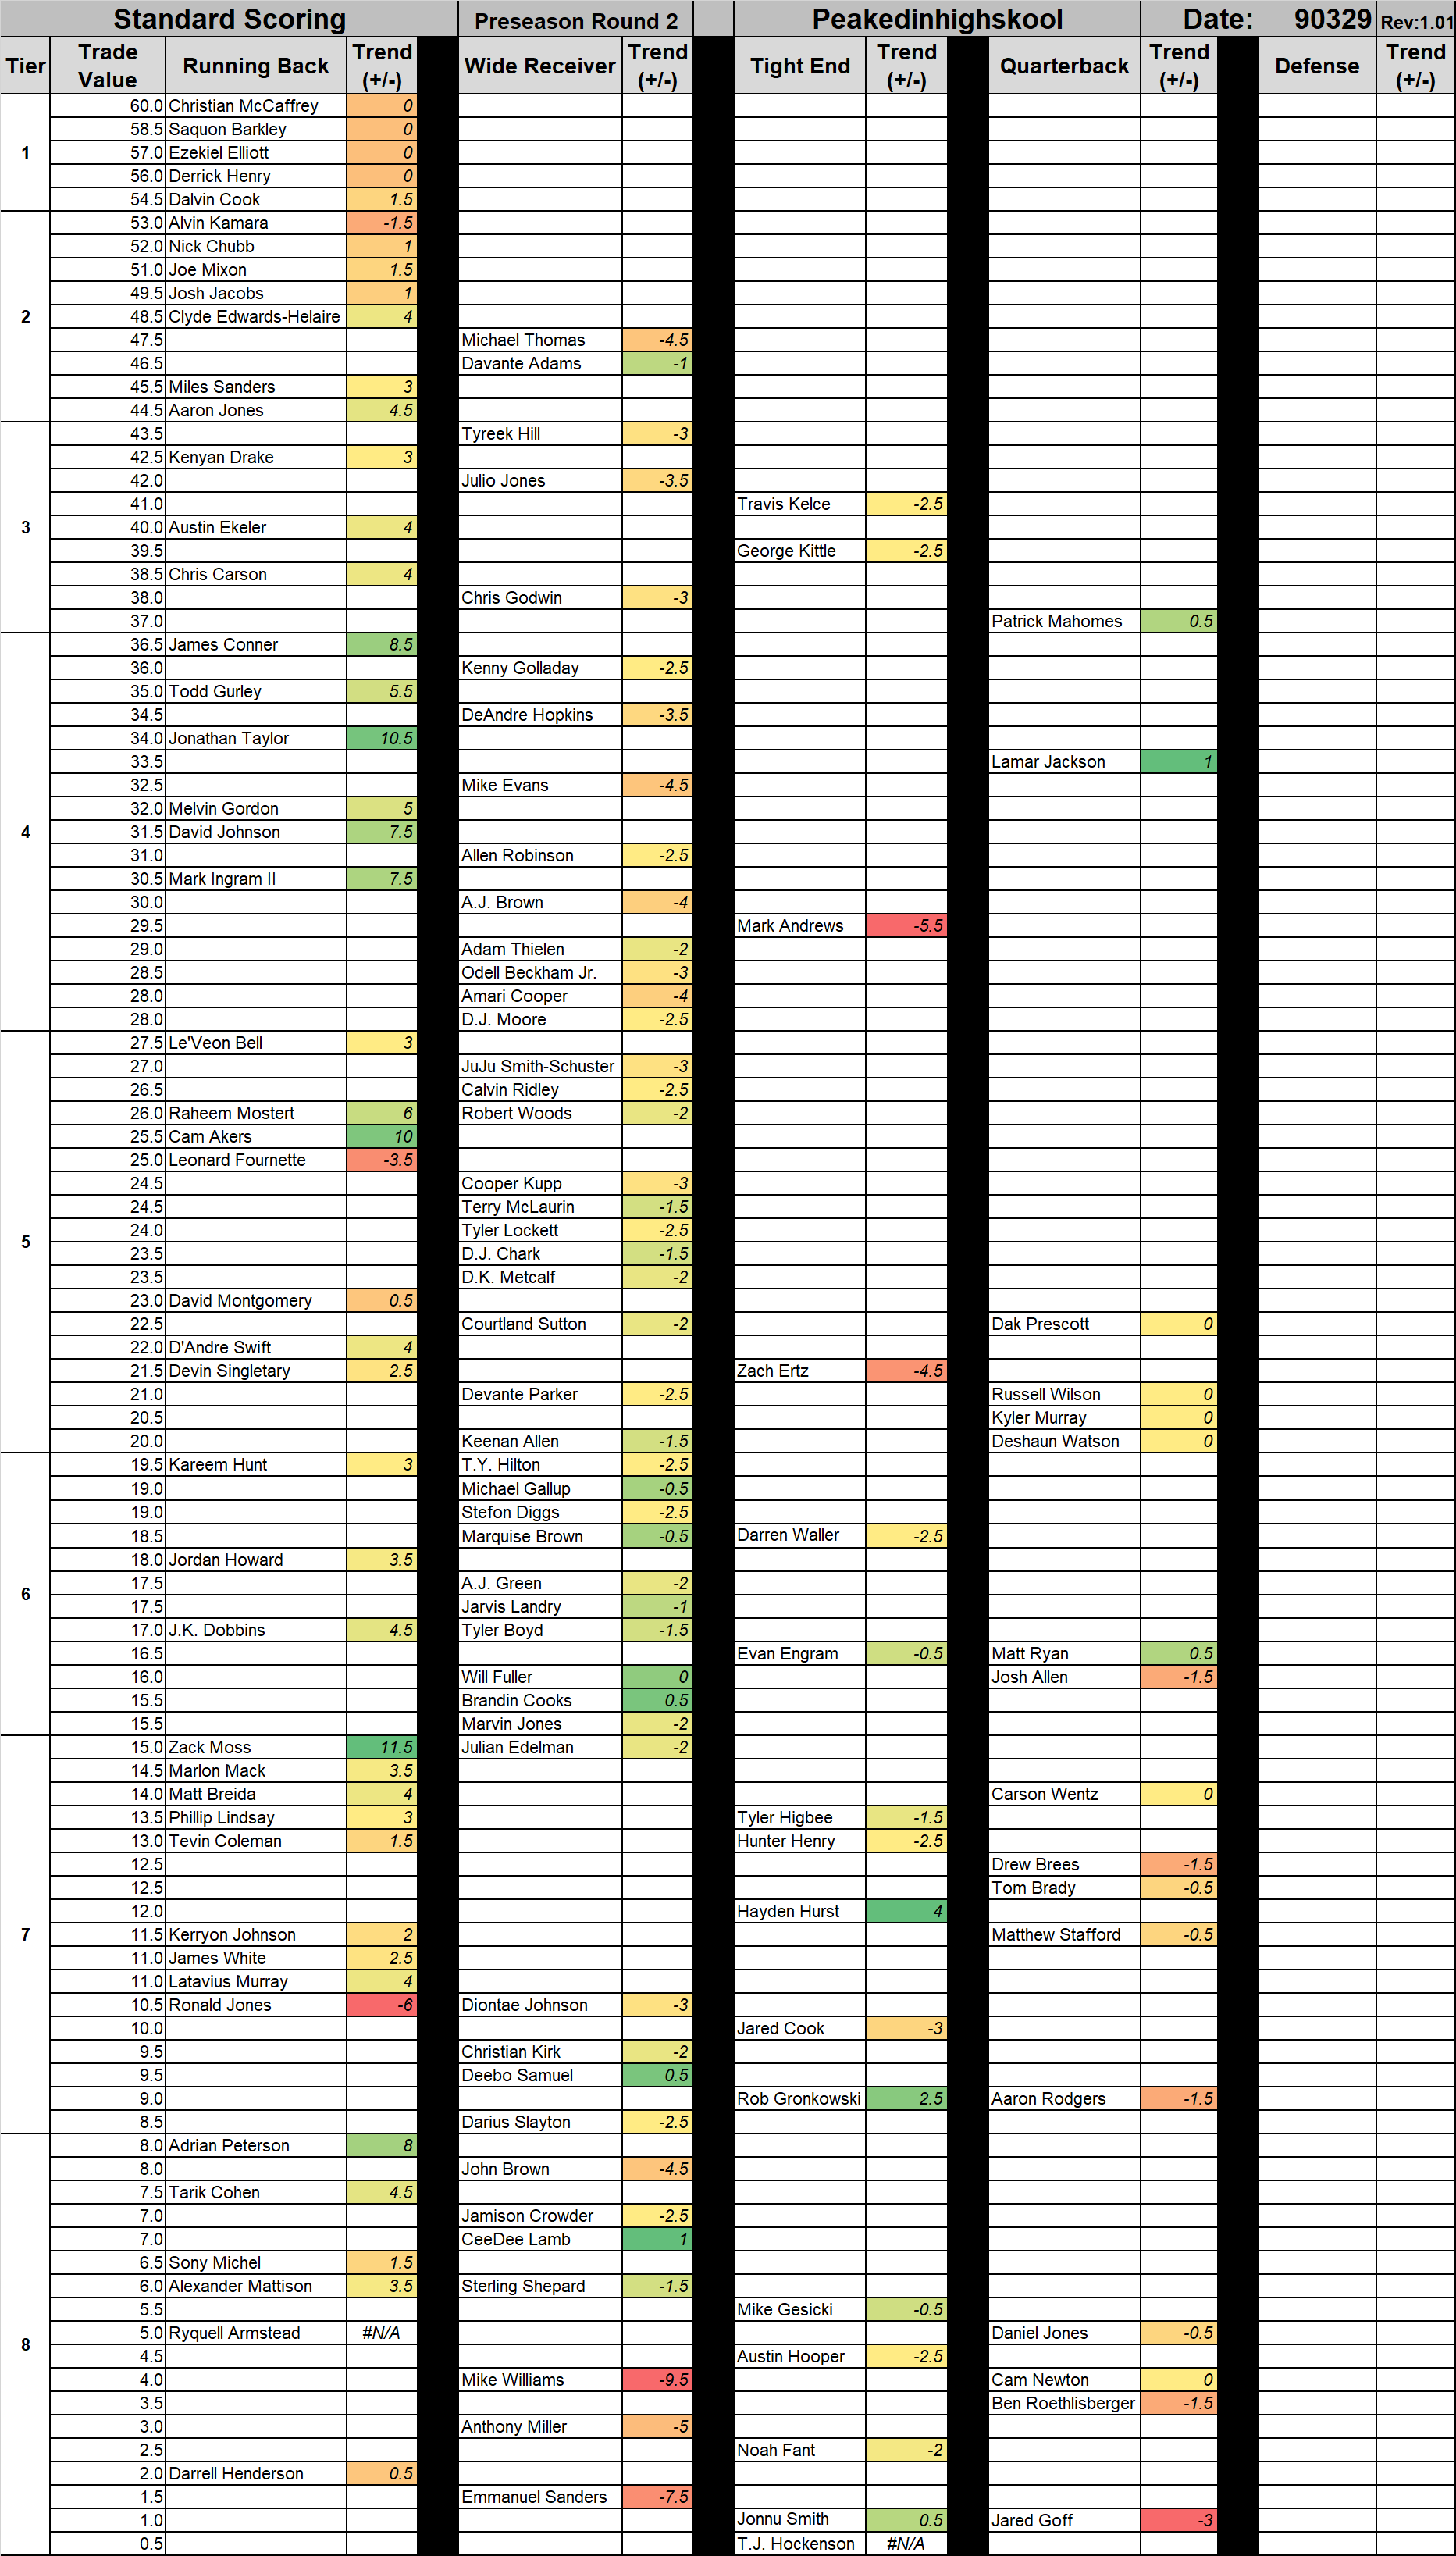 Standard Scoring Preseason Round 2 Peakedinhighskool Date: 90329 Rev:1.01
Tier Trade Value Running Back Trend (+/-) Wide Receiver Trend (+/-) Tight End Trend (+/-) Quarterback Trend (+/-) Defense Trend (+/-)
60.0 Christian McCaffrey 0
58.5 Saquon Barkley 0
1 57.0 Ezekiel Elliott 0
56.0 Derrick Henry 0
54.5 Dalvin Cook 1.5
53.0 Alvin Kamara -1.5
52.0 Nick Chubb 1
51.0 Joe Mixon 1.5
49.5 Josh Jacobs 1
2 48.5 Clyde Edwards-Helaire 4
47.5 Michael Thomas -4.5
46.5 Davante Adams -1
45.5 Miles Sanders 3
44.5 Aaron Jones 4.5
43.5 Tyreek Hill -3
42.5 Kenyan Drake 3
42.0 Julio Jones -3.5
41.0 Travis Kelce -2.5
3 40.0 Austin Ekeler 4
39.5 George Kittle -2.5
38.5 Chris Carson 4
38.0 Chris Godwin -3
37.0 Patrick Mahomes 0.5
36.5 James Conner 8.5
36.0 Kenny Golladay -2.5
35.0 Todd Gurley 5.5
34.5 DeAndre Hopkins -3.5
34.0 Jonathan Taylor 10.5
33.5 Lamar Jackson 1
32.5 Mike Evans -4.5
32.0 Melvin Gordon 5
4 31.5 David Johnson 7.5
31.0 Allen Robinson -2.5
30.5 Mark Ingram II 7.5
30.0 A.J. Brown -4
29.5 Mark Andrews -5.5
29.0 Adam Thielen -2
28.5 Odell Beckham Jr. -3
28.0 Amari Cooper -4
28.0 D.J. Moore -2.5
27.5 Le'Veon Bell 3
27.0 JuJu Smith-Schuster -3
26.5 Calvin Ridley -2.5
26.0 Raheem Mostert 6 Robert Woods -2
25.5 Cam Akers 10
25.0 Leonard Fournette -3.5
24.5 Cooper Kupp -3
24.5 Terry McLaurin -1.5
24.0 Tyler Lockett -2.5
5 23.5 D.J. Chark -1.5
23.5 D.K. Metcalf -2
23.0 David Montgomery 0.5
22.5 Courtland Sutton -2 Dak Prescott 0
22.0 D'Andre Swift 4
21.5 Devin Singletary 2.5 Zach Ertz -4.5
21.0 Devante Parker -2.5 Russell Wilson 0
20.5 Kyler Murray 0
20.0 Keenan Allen -1.5 Deshaun Watson 0
19.5 Kareem Hunt 3 T.Y. Hilton -2.5
19.0 Michael Gallup -0.5
19.0 Stefon Diggs -2.5
18.5 Marquise Brown -0.5 Darren Waller -2.5
18.0 Jordan Howard 3.5
6 17.5 A.J. Green -2
17.5 Jarvis Landry -1
17.0 J.K. Dobbins 4.5 Tyler Boyd -1.5
16.5 Evan Engram -0.5 Matt Ryan 0.5
16.0 Will Fuller 0 Josh Allen -1.5
15.5 Brandin Cooks 0.5
15.5 Marvin Jones -2
15.0 Zack Moss 11.5 Julian Edelman -2
14.5 Marlon Mack 3.5
14.0 Matt Breida 4 Carson Wentz 0
13.5 Phillip Lindsay 3 Tyler Higbee -1.5
13.0 Tevin Coleman 1.5 Hunter Henry -2.5
12.5 Drew Brees -1.5
12.5 Tom Brady -0.5
12.0 Hayden Hurst 4
7 11.5 Kerryon Johnson 2 Matthew Stafford -0.5
11.0 James White 2.5
11.0 Latavius Murray 4
10.5 Ronald Jones -6 Diontae Johnson -3
10.0 Jared Cook -3
9.5 Christian Kirk -2
9.5 Deebo Samuel 0.5
9.0 Rob Gronkowski 2.5 Aaron Rodgers -1.5
8.5 Darius Slayton -2.5
8.0 Adrian Peterson 8
8.0 John Brown -4.5
7.5 Tarik Cohen 4.5
7.0 Jamison Crowder -2.5
7.0 CeeDee Lamb 1
6.5 Sony Michel 1.5
6.0 Alexander Mattison 3.5 Sterling Shepard -1.5
5.5 Mike Gesicki -0.5
8 5.0 Ryquell Armstead #N/A Daniel Jones -0.5
4.5 Austin Hooper -2.5
4.0 Mike Williams -9.5 Cam Newton 0
3.5 Ben Roethlisberger -1.5
3.0 Anthony Miller -5
2.5 Noah Fant -2
2.0 Darrell Henderson 0.5
1.5 Emmanuel Sanders -7.5
1.0 Jonnu Smith 0.5 Jared Goff -3
0.5 T.J. Hockenson #N/A